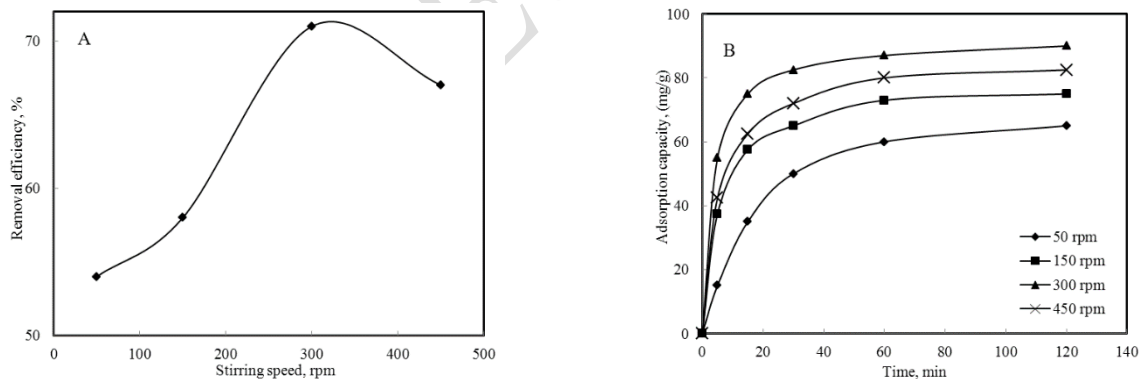 A
Removal efficiency, %
70
60
50
0
100
200
300
400
500
Stirring speed, rpm
B
Adsorption capacity, (mg/g)
100
80
60
40
20
0
0
20
40
60
80
100
120
140
Time, min
50 rpm
150 rpm
300 rpm
450 rpm